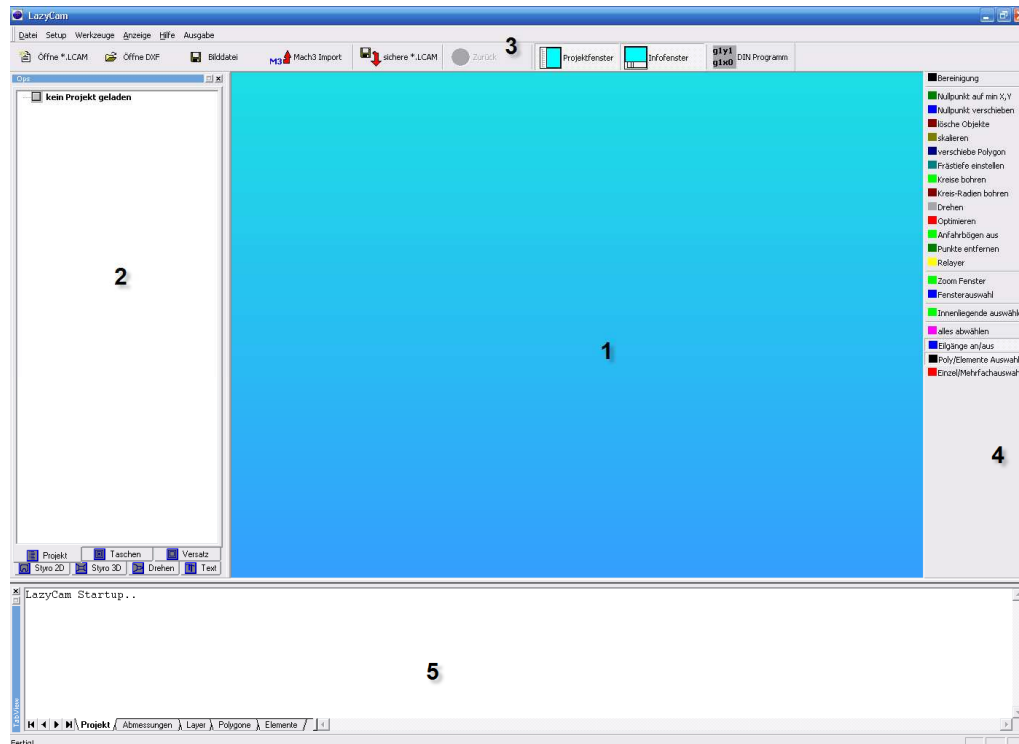 LazyCam
Datei Setup Werkzeuge Anzeige Hilfe Ausgabe
Öffne *.LCAM Öffne DXF Bilddatei M3 Mach3 Import sichere *.LCAM Zurück 3 Projektfenster Infofenster g1y1 g1x0 DIN Programm
Ops
kein Projekt geladen
2
Projekt Taschen Versatz
Styro 2D Styro 3D Drehen Text
1
Bereinigung
Nullpunkt auf min X,Y
Nullpunkt verschieben
lösche Objekte
skalieren
verschiebe Polygon
Frästiefe einstellen
Kreise bohren
Kreis-Radien bohren
Drehen
Optimieren
Anfahrbögen aus
Punkte entfernen
Relayer
Zoom Fenster
Fensterauswahl
Innenliegende auswähl
alles abwählen
Eilgänge an/aus
Poly/Elemente Auswahl
Einzel/Mehrfachauswah
4
LazyCam Startup..
5
TabView
Projekt Abmessungen Layer Polygone Elemente
Fertig!